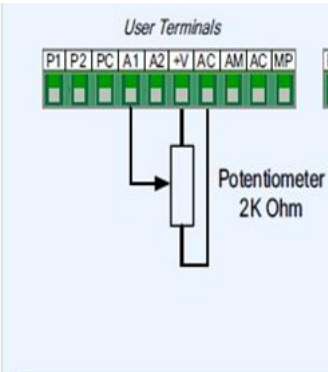 User Terminals
P1 P2 PC A1 A2 +V AC AM AC MP
Potentiometer
2K Ohm